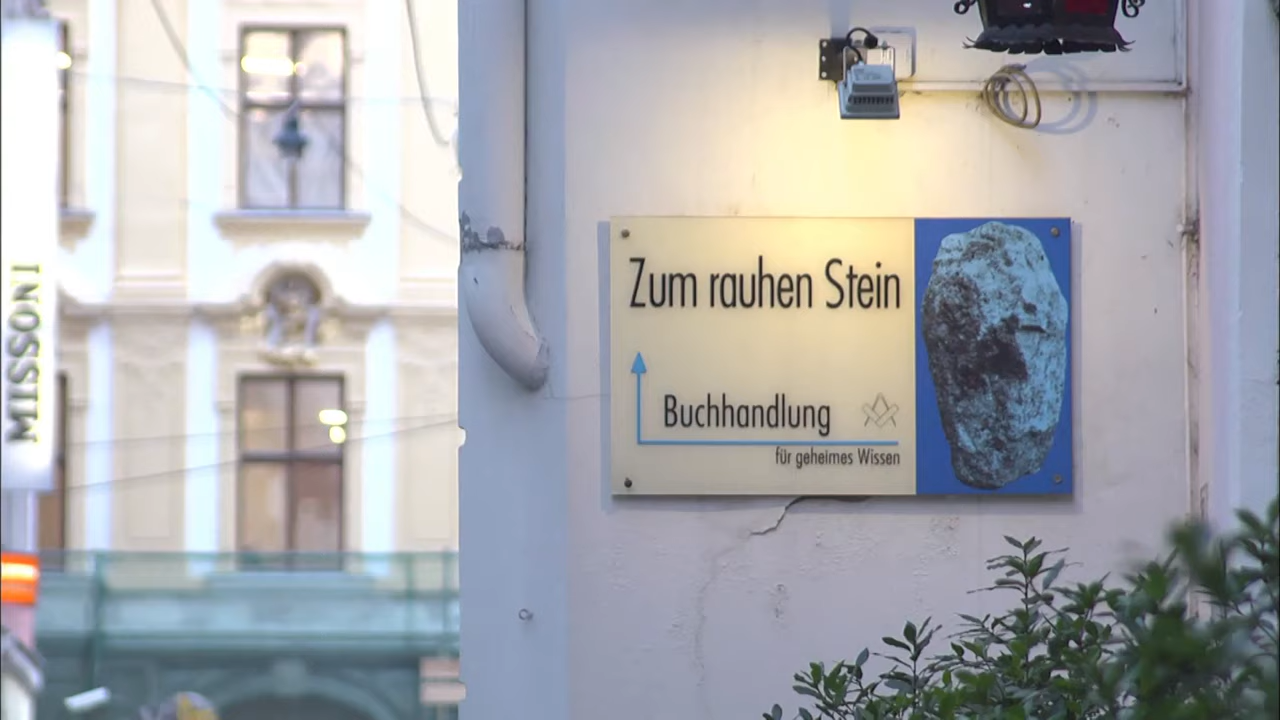 MISSONI
Zum rauhen Stein
Buchhandlung
für geheimes Wissen